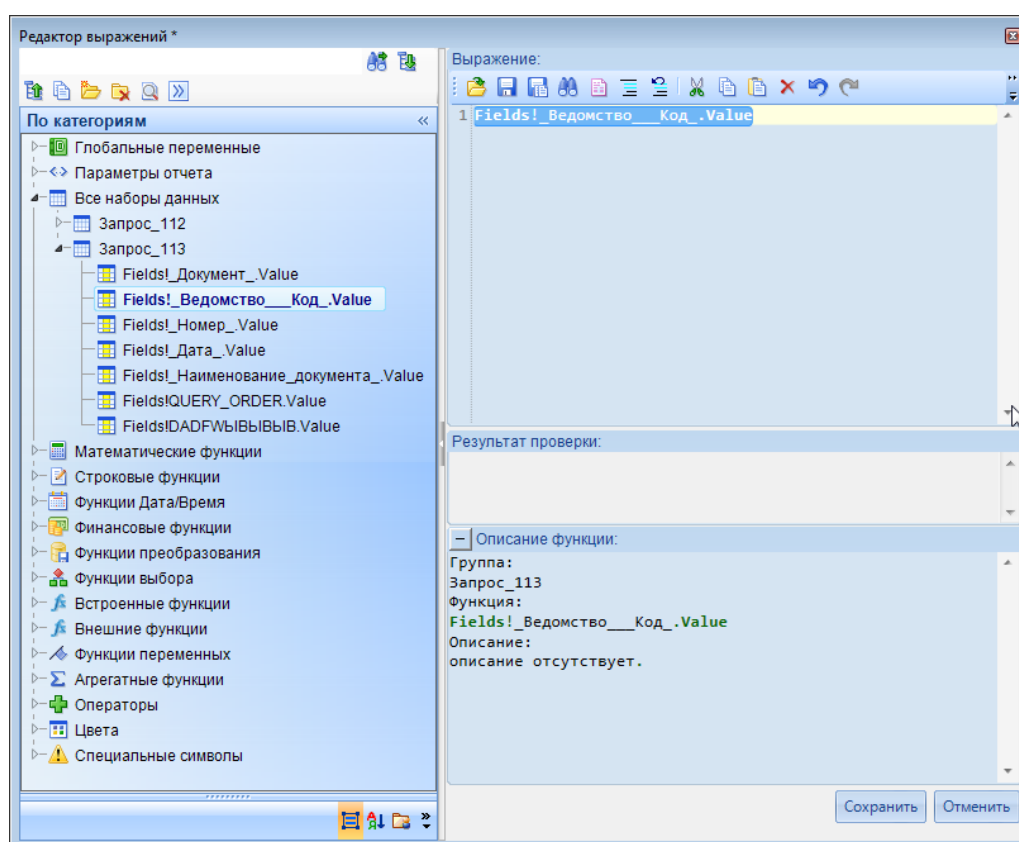 Редактор выражений *
По категориям
Глобальные переменные
Параметры отчета
Все наборы данных
Запрос_112
Запрос_113
Fields!_Документ_.Value
Fields!_Ведомство___Код_.Value
Fields!_Номер_.Value
Fields!_Дата_.Value
Fields!_Наименование_документа_.Value
Fields!QUERY_ORDER.Value
Fields!DADFWЫВЫВЫВ.Value
Математические функции
Строковые функции
Функции Дата/Время
Финансовые функции
Функции преобразования
Функции выбора
Встроенные функции
Внешние функции
Функции переменных
Агрегатные функции
Операторы
Цвета
Специальные символы
Выражение:
1 Fields!_Ведомство___Код_.Value
Результат проверки:
Описание функции:
Группа:
Запрос_113
Функция:
Fields!_Ведомство___Код_.Value
Описание:
описание отсутствует.
Сохранить Отменить